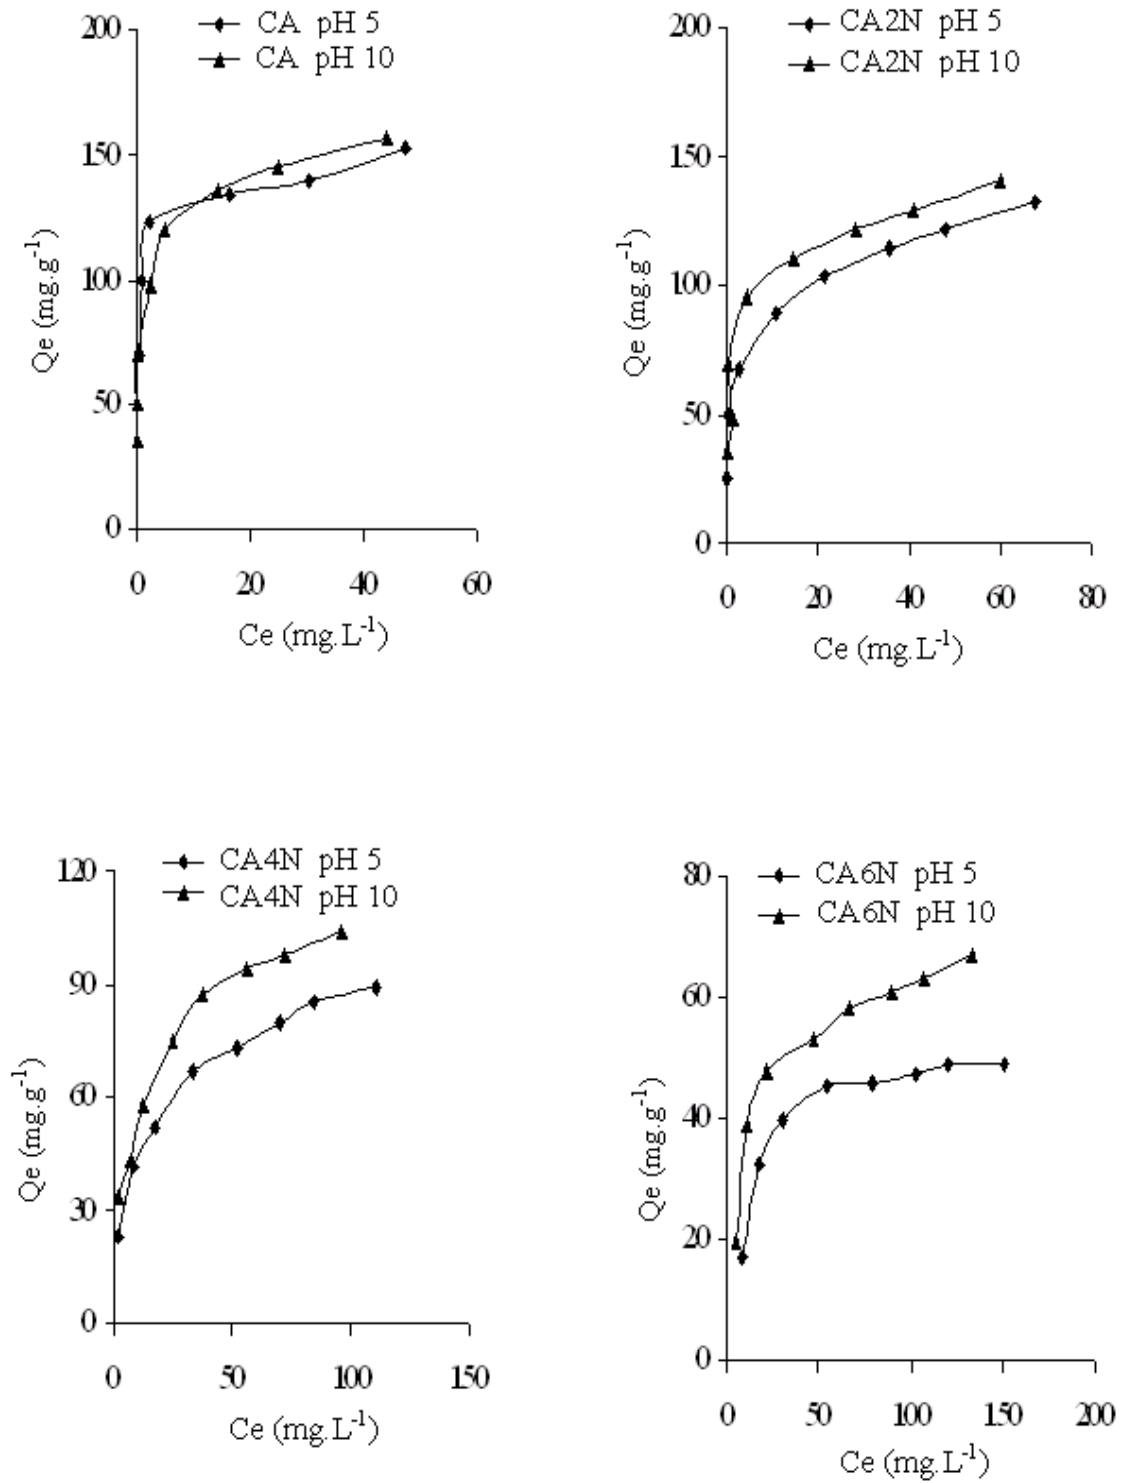 CA pH 5
CA pH 10
200
150
100
50
0
Qe (mg.g-1)
0 20 40 60
Ce (mg.L-1)
CA2N pH 5
CA2N pH 10
200
150
100
50
0
Qe (mg.g-1)
0 20 40 60 80
Ce (mg.L-1)
CA4N pH 5
CA4N pH 10
120
90
60
30
0
Qe (mg.g-1)
0 50 100 150
Ce (mg.L-1)
CA6N pH 5
CA6N pH 10
80
60
40
20
0
Qe (mg.g-1)
0 50 100 150 200
Ce (mg.L-1)